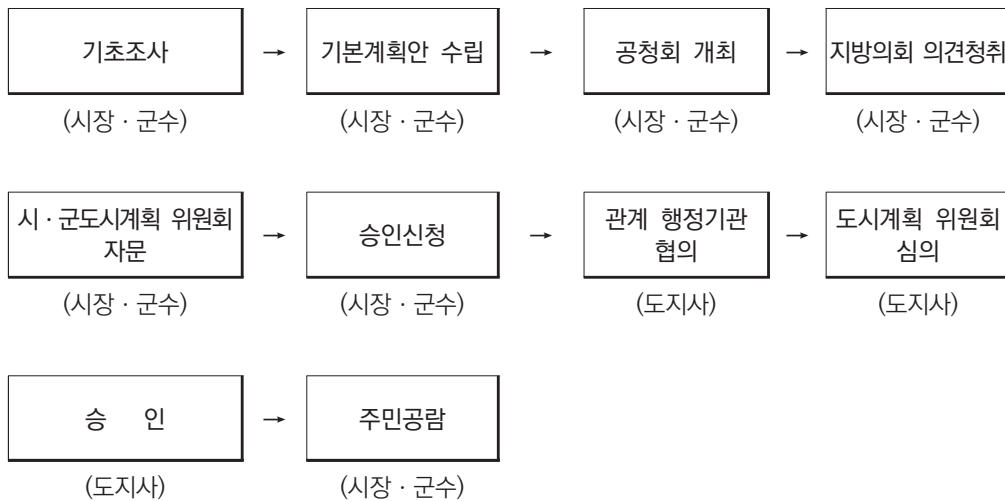 기초조사 → 기본계획안 수립 → 공청회 개최 → 지방의회 의견청취
(시장 · 군수) (시장 · 군수) (시장 · 군수) (시장 · 군수)
시 · 군도시계획 위원회 자문 → 승인신청 → 관계 행정기관 협의 → 도시계획 위원회 심의
(시장 · 군수) (시장 · 군수) (도지사) (도지사)
승 인 → 주민공람
(도지사) (시장 · 군수)